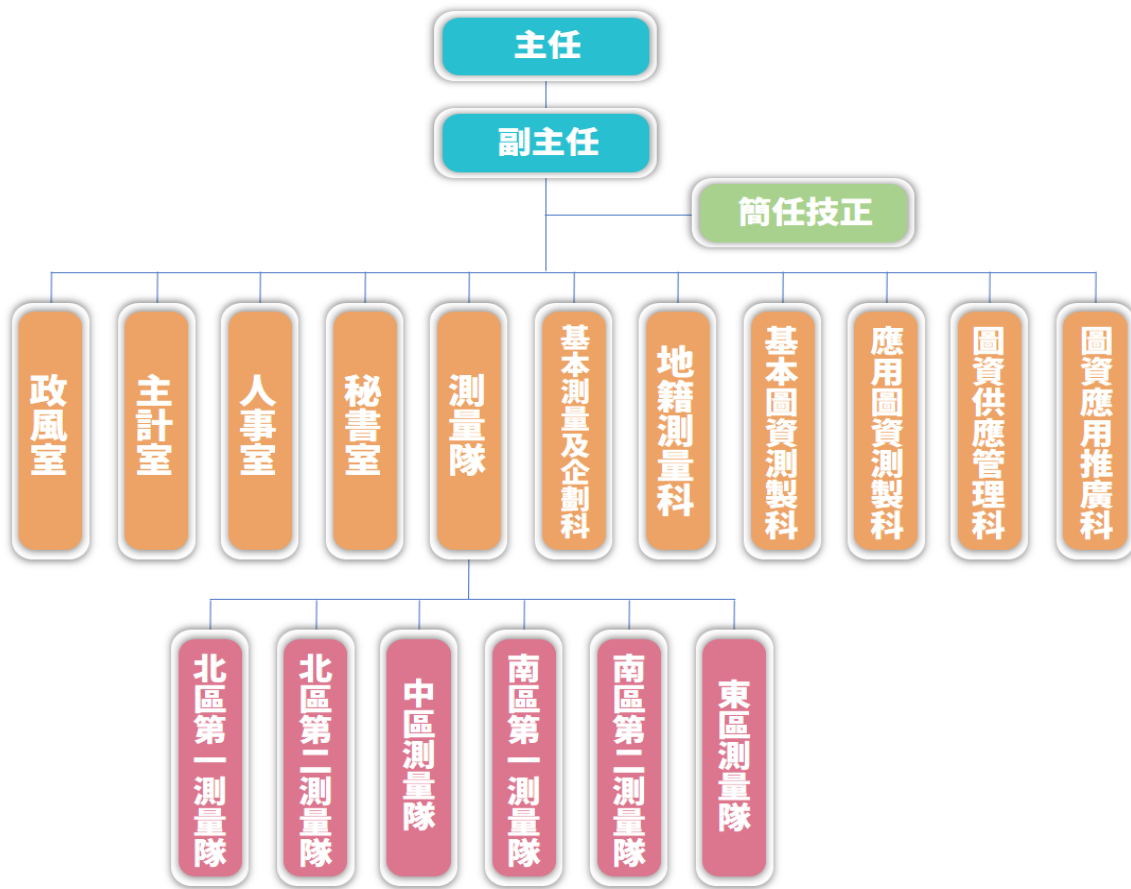 主任
副主任
簡任技正
政風室
主計室
人事室
秘書室
測量隊
基本測量及企劃科
地籍測量科
基本圖資測製科
應用圖資測製科
圖資供應管理科
圖資應用推廣科
北區第一測量隊
北區第二測量隊
中區測量隊
南區第一測量隊
南區第二測量隊
東區測量隊